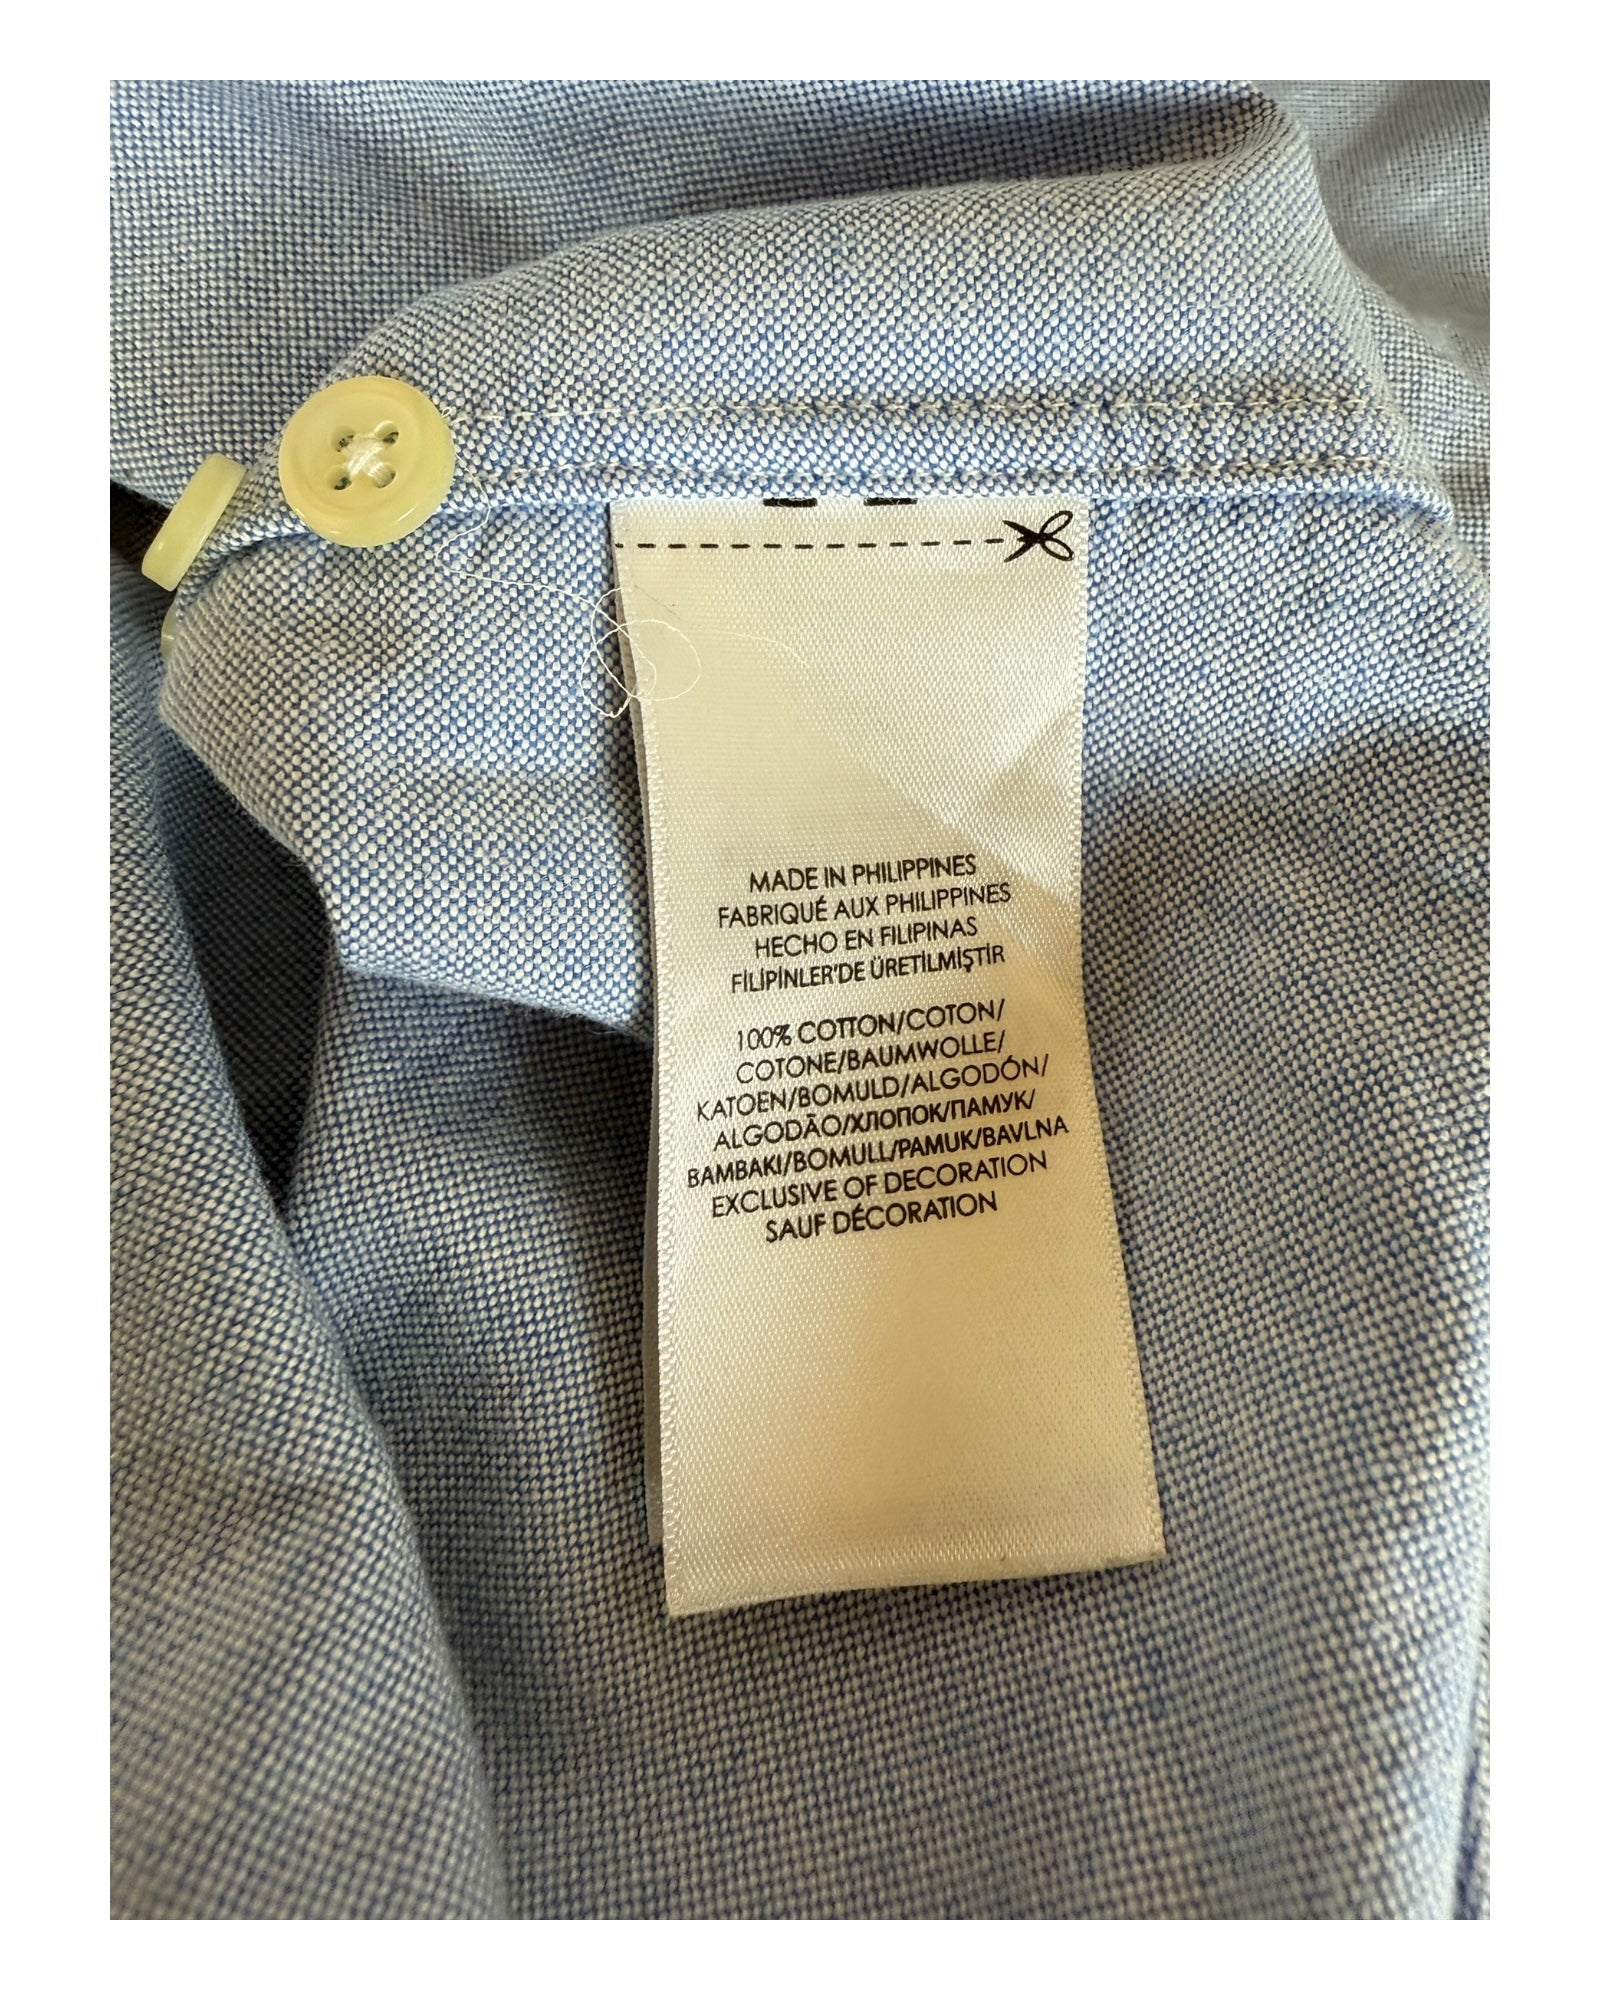 MADE IN PHILIPPINES
FABRIQUÉ AUX PHILIPPINES
HECHO EN FILIPINAS
FİLİPİNLER'DE ÜRETİLMİŞTİR
100% COTTON/COTON/
COTONE/BAUMWOLLE/
KATOEN/BOMULD/ALGODÓN/
ALGODÃO/ХЛОПОК/ПАМУК/
BAMBAKI/BOMULL/PAMUK/BAVLNA
EXCLUSIVE OF DECORATION
SAUF DÉCORATION